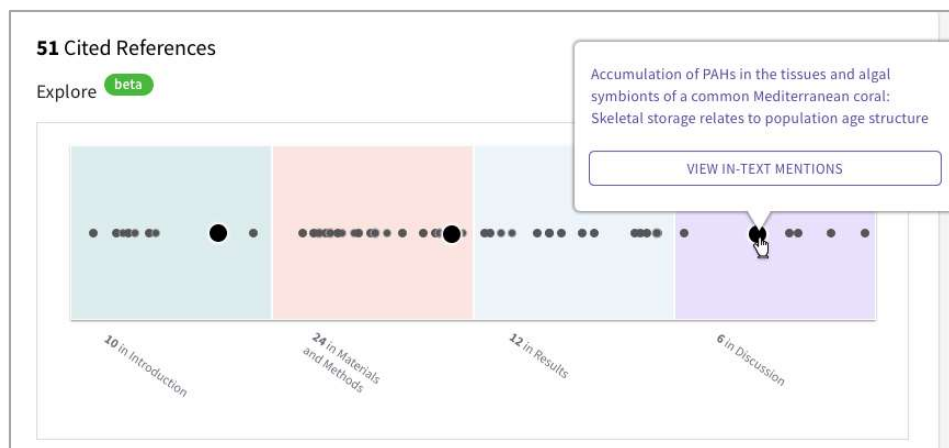 51 Cited References
Explore beta
Accumulation of PAHs in the tissues and algal
symbionts of a common Mediterranean coral:
Skeletal storage relates to population age structure
VIEW IN-TEXT MENTIONS
10 in Introduction
24 in Materials
and Methods
12 in Results
6 in Discussion